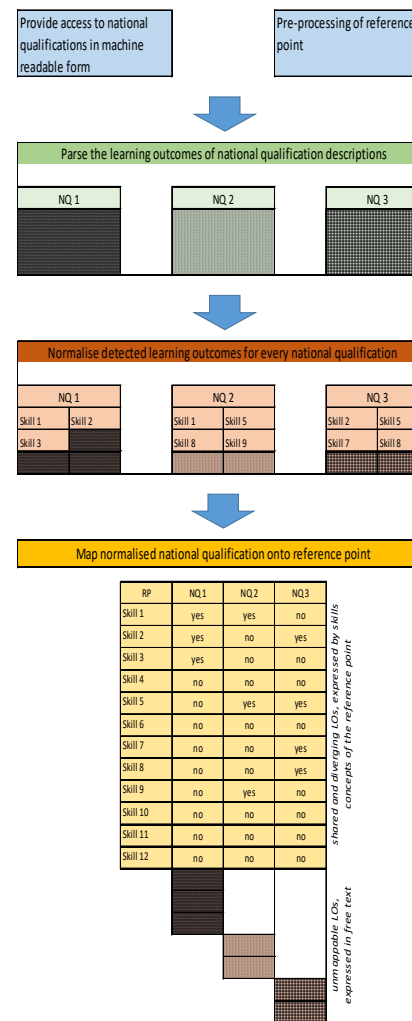 Provide access to national
qualifications in machine
readable form
Pre-processing of reference
point
Parse the learning outcomes of national qualification descriptions
NQ 1
NQ 2
NQ 3
Normalise detected learning outcomes for every national qualification
NQ 1
NQ 2
NQ 3
Skill 1 Skill 2
Skill 1 Skill 5
Skill 2 Skill 5
Skill 3
Skill 8 Skill 9
Skill 7 Skill 8
Map normalised national qualification onto reference point
RP NQ1 NQ2 NQ3
Skill 1 yes yes no
Skill 2 yes no yes
Skill 3 yes no no
Skill 4 no no no
Skill 5 no yes yes
Skill 6 no no no
Skill 7 no no yes
Skill 8 no no yes
Skill 9 no yes no
Skill 10 no no no
Skill 11 no no no
Skill 12 no no no
shared and diverging LOs, expressed by skills
concepts of the reference point
unmappable LOs,
expressed in free text